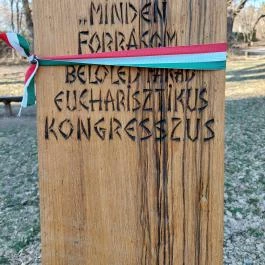 „MINDEN
FORRÁSOM
BELŐLED FAKAD
EUCHARISZTIKUS
KONGRESSZUS